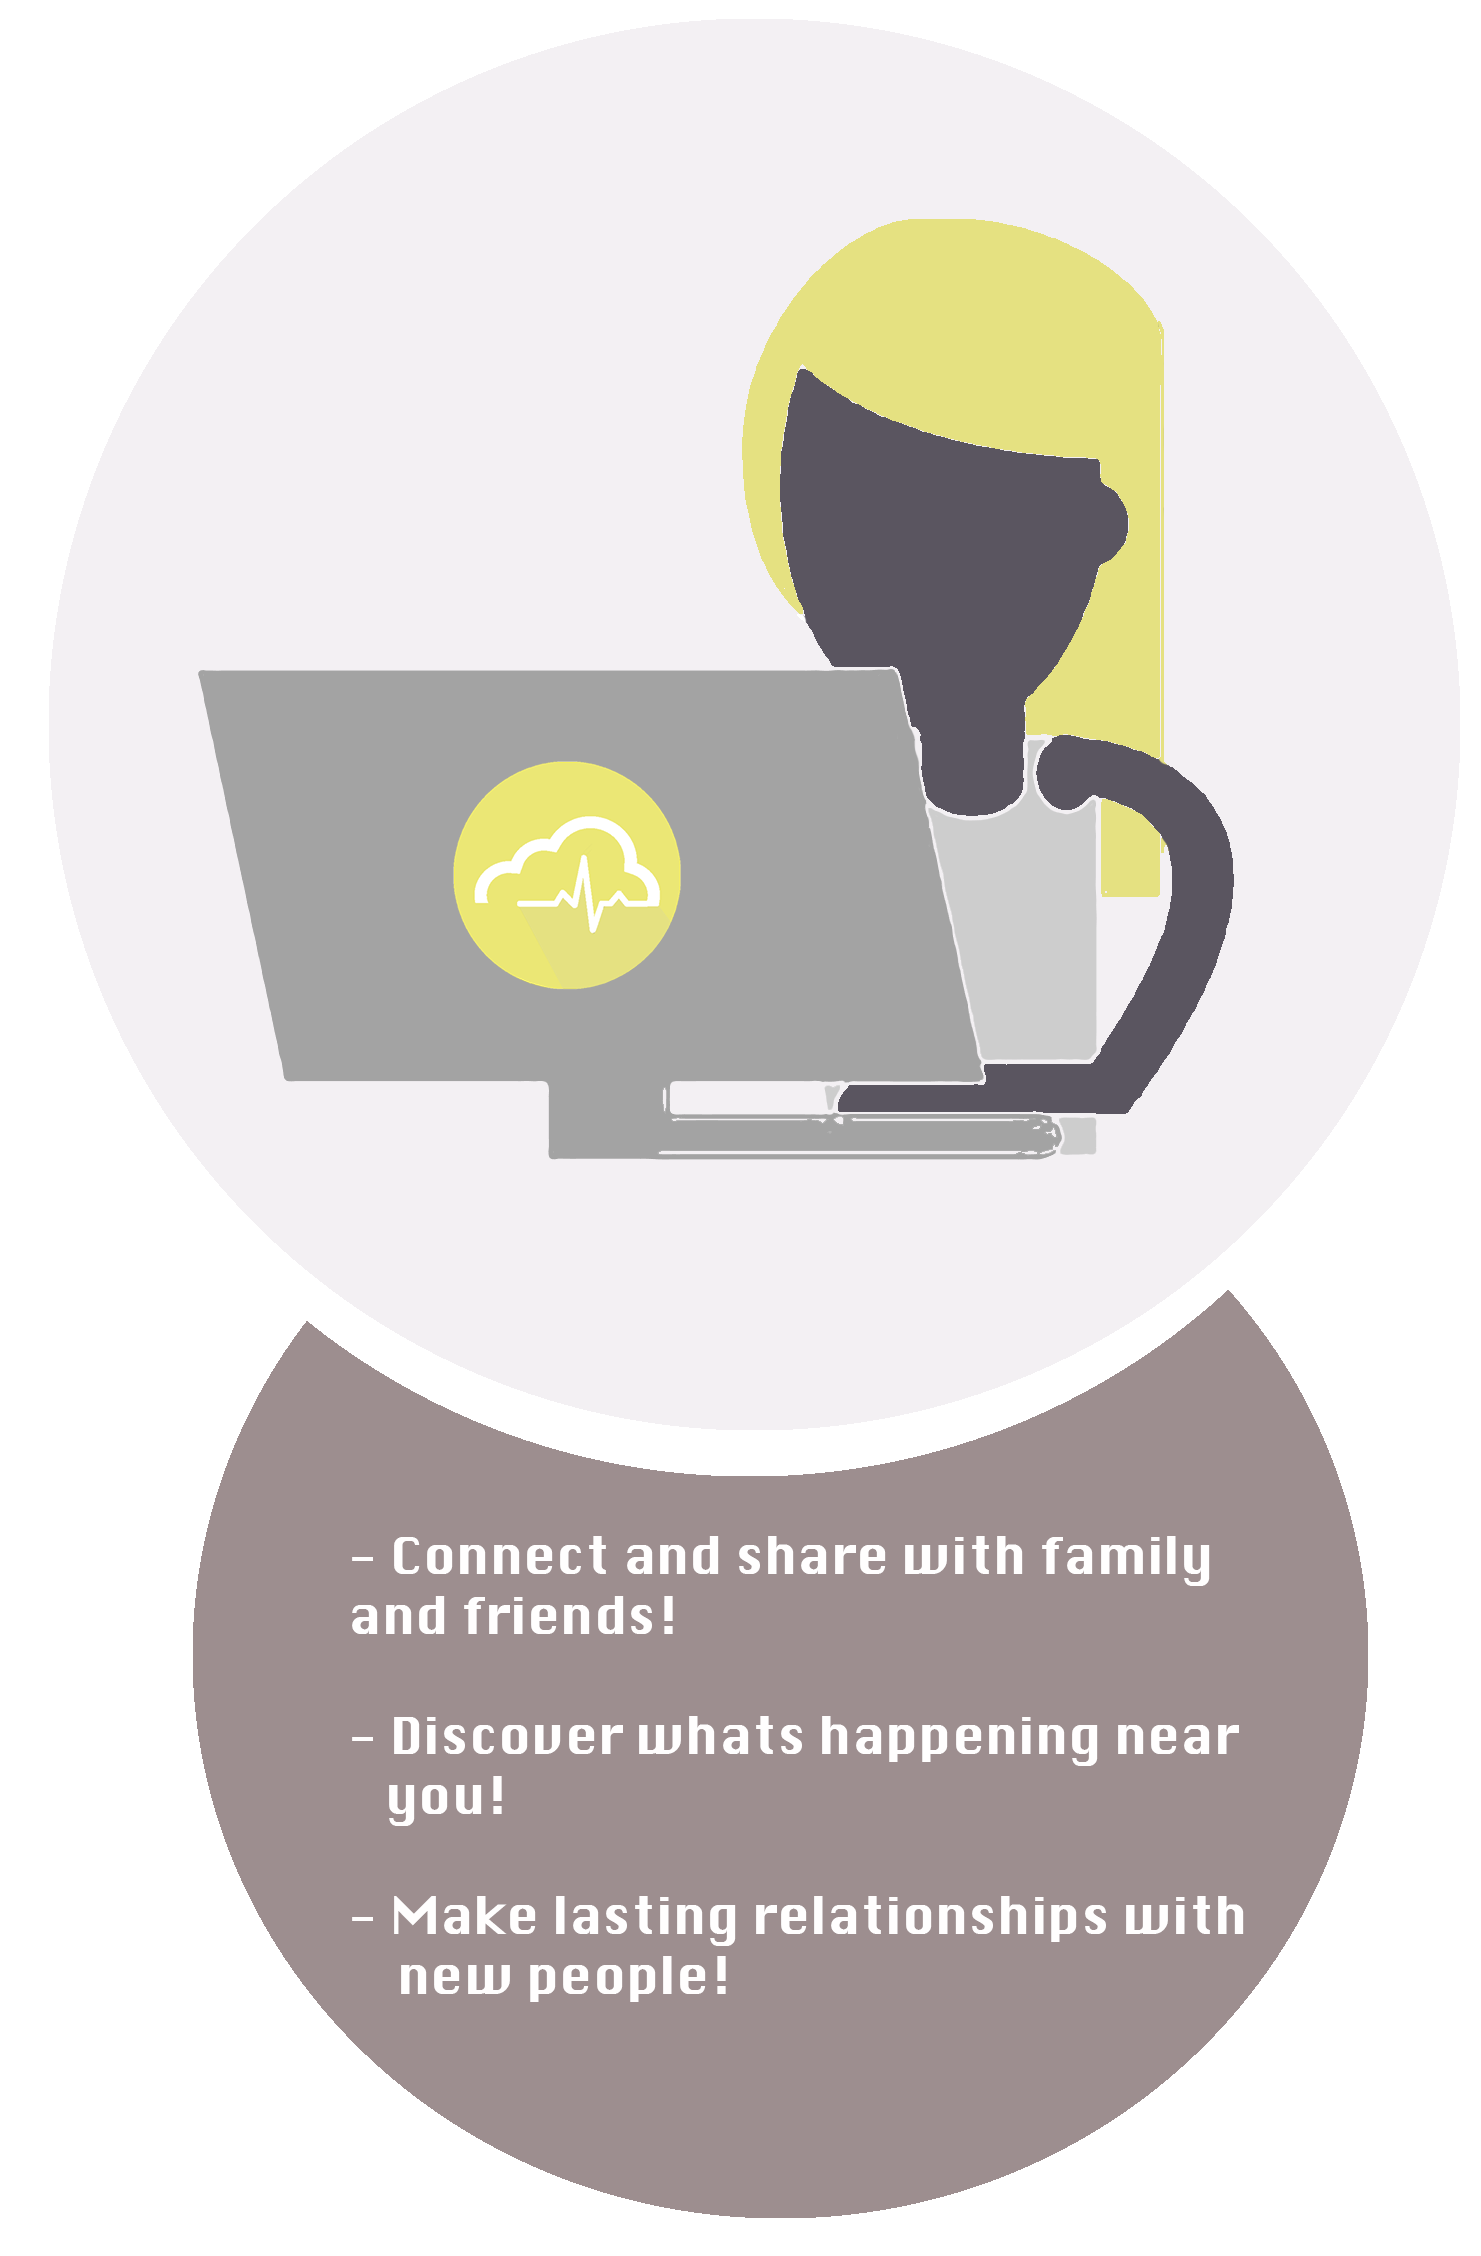 - Connect and share with family
and friends!
- Discover whats happening near
you!
- Make lasting relationships with
new people!